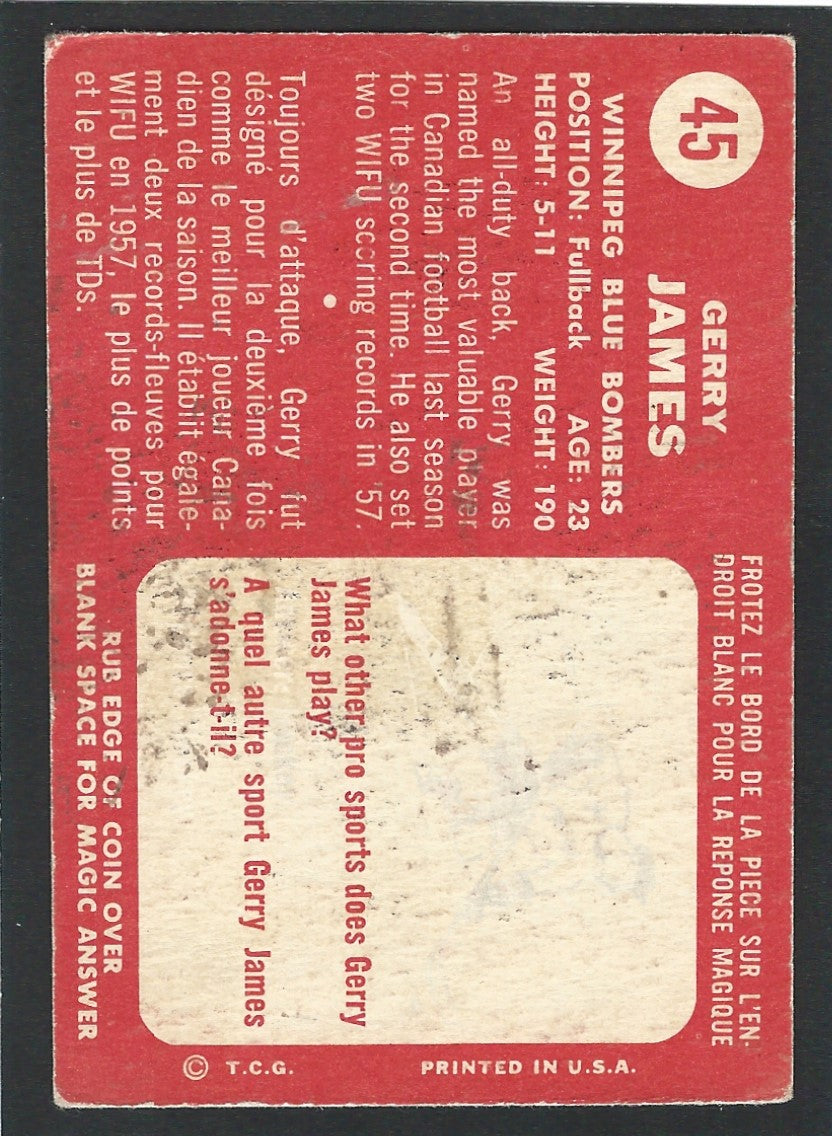 45
GERRY
JAMES
WINNIPEG BLUE BOMBERS
POSITION: Fullback AGE: 23
HEIGHT: 5-11 WEIGHT: 190
An all-duty back, Gerry was
named the most valuable player
in Canadian football last season
for the second time. He also set
two WIFU scoring records in '57.
Toujours d'attaque, Gerry fut
désigné pour la deuxième fois
comme le meilleur joueur Cana-
dien de la saison. Il établit égale-
ment deux records-fleuves pour
WIFU en 1957, le plus de points
et le plus de TDs.
FROTEZ LE BORD DE LA PIECE SUR L'EN-
DROIT BLANC POUR LA REPONSE MAGIQUE
What other pro sports does Gerry
James play?
A quel autre sport Gerry James
s'adonne-t-il?
RUB EDGE OF COIN OVER
BLANK SPACE FOR MAGIC ANSWER
© T.C.G. PRINTED IN U.S.A.